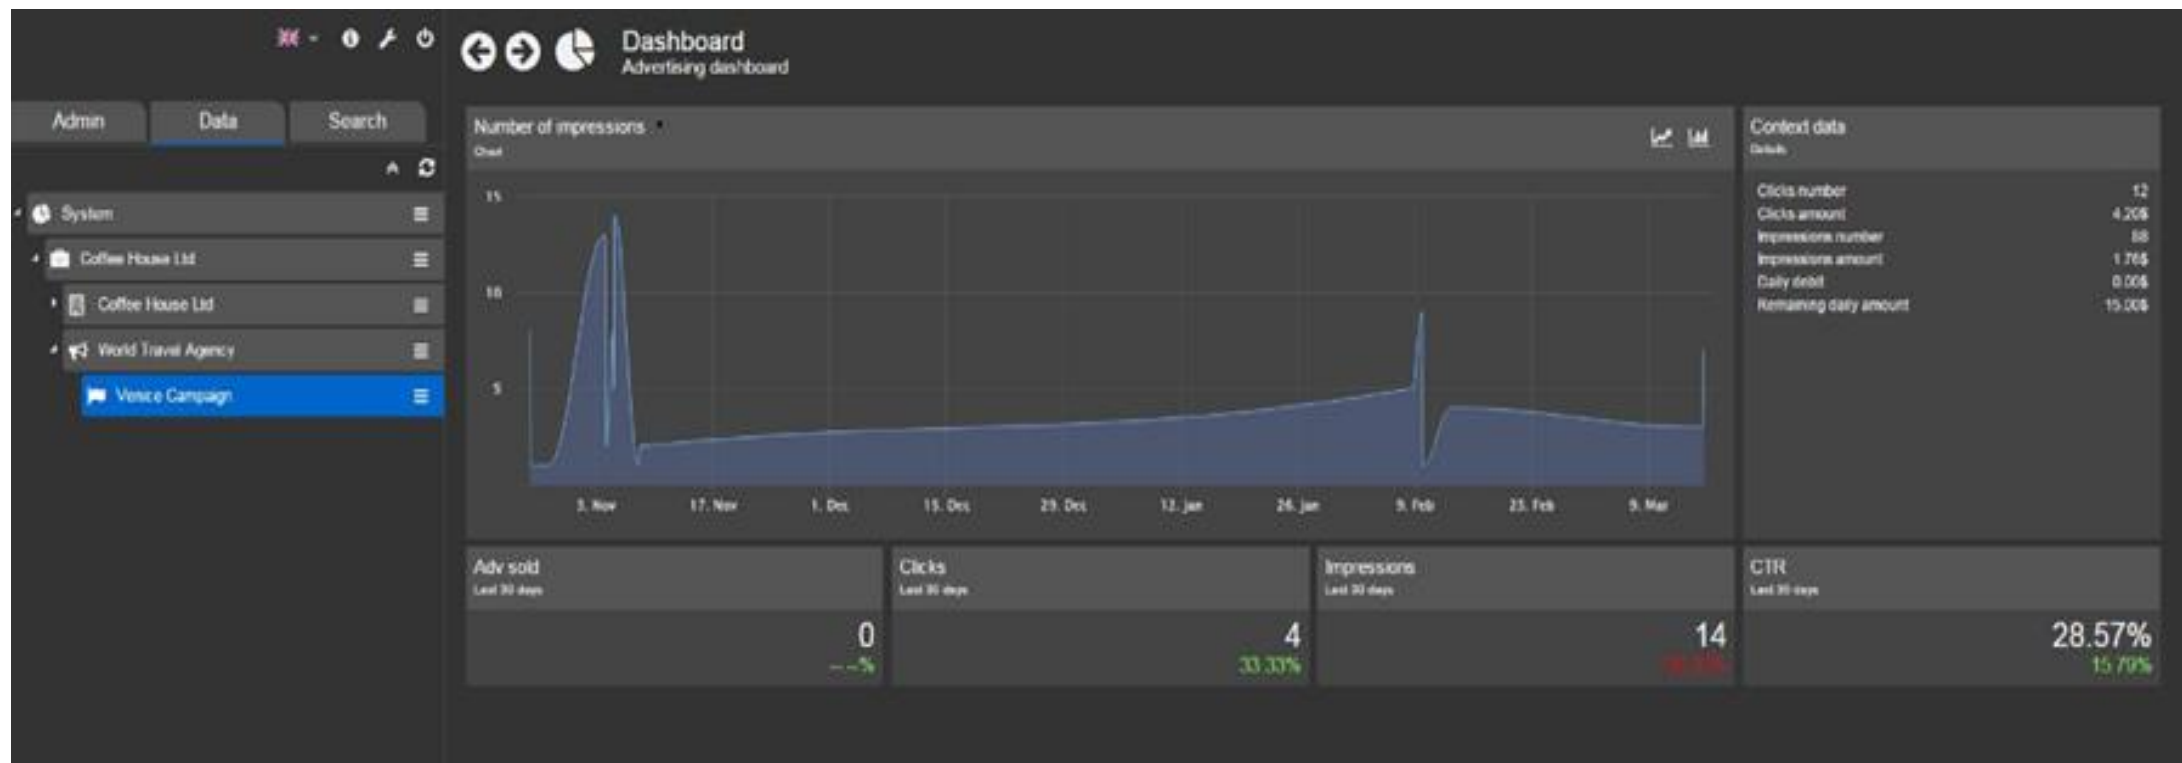 Dashboard
Advertising dashboard
Admin
Data
Search
System
Coffee House Ltd
Coffee House Ltd
World Travel Agency
Venice Campaign
Number of impressions
Chart
15
10
5
3. Nov
17. Nov
1. Dec
15. Dec
29. Dec
12. Jan
26. Jan
9. Feb
23. Feb
9. Mar
Context data
Details
Clicks number 12
Clicks amount 4.20$
Impressions number 88
Impressions amount 1.76$
Daily debit 0.00$
Remaining daily amount 15.00$
Adv sold
Last 30 days
0
-.--%
Clicks
Last 30 days
4
33.33%
Impressions
Last 30 days
14
CTR
Last 30 days
28.57%
15.79%